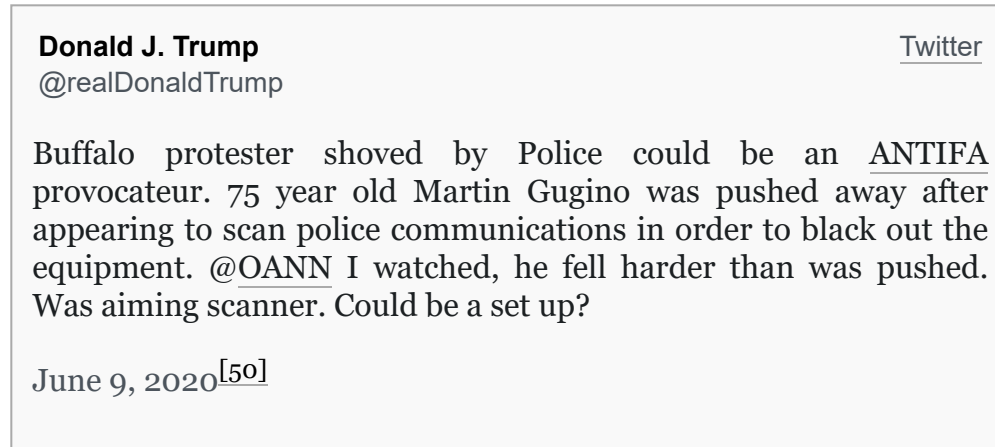 Donald J. Trump Twitter
@realDonaldTrump
Buffalo protester shoved by Police could be an ANTIFA
provocateur. 75 year old Martin Gugino was pushed away after
appearing to scan police communications in order to black out the
equipment. @OANN I watched, he fell harder than was pushed.
Was aiming scanner. Could be a set up?
June 9, 2020[50]